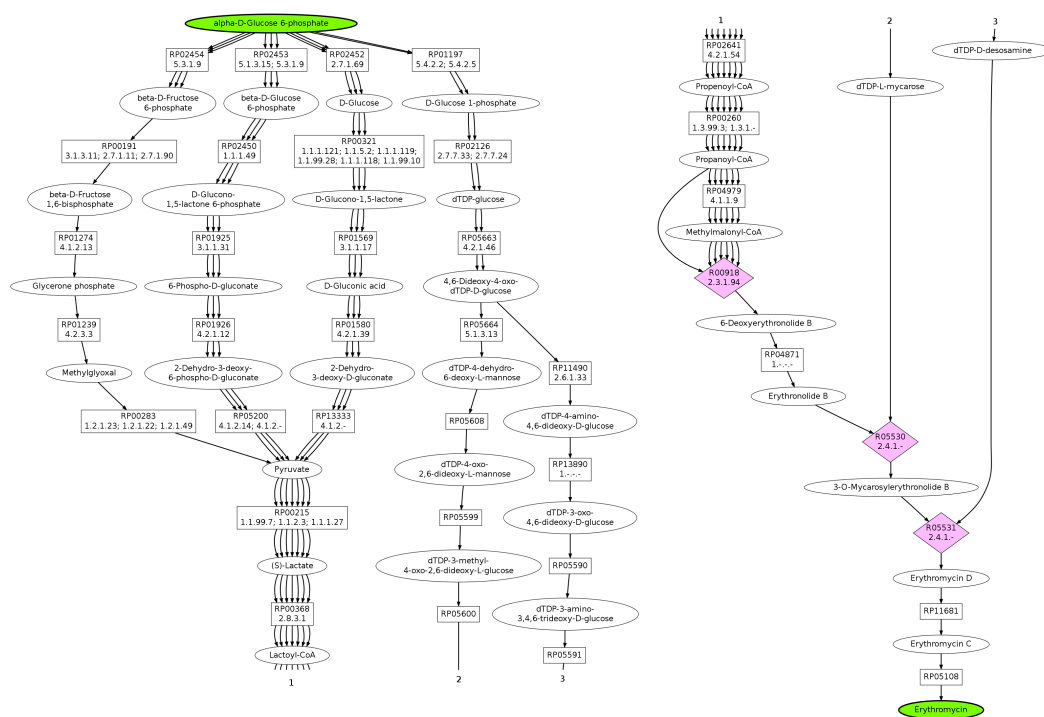 alpha-D-Glucose 6-phosphate
RP02454
5.3.1.9
RP02453
5.1.3.15; 5.3.1.9
RP02452
2.7.1.69
RP01197
5.4.2.2; 5.4.2.5
beta-D-Fructose
6-phosphate
beta-D-Glucose
6-phosphate
D-Glucose
D-Glucose 1-phosphate
RP00191
3.1.3.11; 2.7.1.11; 2.7.1.90
RP02450
1.1.1.49
RP00321
1.1.1.121; 1.1.5.2; 1.1.1.119;
1.1.99.28; 1.1.1.118; 1.1.99.10
RP02126
2.7.7.33; 2.7.7.24
beta-D-Fructose
1,6-bisphosphate
D-Glucono-
1,5-lactone 6-phosphate
D-Glucono-1,5-lactone
dTDP-glucose
RP01274
4.1.2.13
RP01925
3.1.1.31
RP01569
3.1.1.17
RP05663
4.2.1.46
Glycerone phosphate
6-Phospho-D-gluconate
D-Gluconic acid
4,6-Dideoxy-4-oxo-
dTDP-D-glucose
RP01239
4.2.3.3
RP01926
4.2.1.12
RP01580
4.2.1.39
RP05664
5.1.3.13
Methylglyoxal
2-Dehydro-3-deoxy-
6-phospho-D-gluconate
2-Dehydro-
3-deoxy-D-gluconate
dTDP-4-dehydro-
6-deoxy-L-mannose
RP11490
2.6.1.33
RP00283
1.2.1.23; 1.2.1.22; 1.2.1.49
RP05200
4.1.2.14; 4.1.2.-
RP13333
4.1.2.-
RP05608
dTDP-4-amino-
4,6-dideoxy-D-glucose
Pyruvate
dTDP-4-oxo-
2,6-dideoxy-L-mannose
RP13890
1.-.-.-
RP00215
1.1.99.7; 1.1.2.3; 1.1.1.27
RP05599
dTDP-3-oxo-
4,6-dideoxy-D-glucose
(S)-Lactate
dTDP-3-methyl-
4-oxo-2,6-dideoxy-L-glucose
RP05590
RP00368
2.8.3.1
RP05600
dTDP-3-amino-
3,4,6-trideoxy-D-glucose
Lactoyl-CoA
RP05591
1
2
3
1
2
3
RP02641
4.2.1.54
dTDP-D-desosamine
Propenoyl-CoA
dTDP-L-mycarose
RP00260
1.3.99.3; 1.3.1.-
Propanoyl-CoA
RP04979
4.1.1.9
Methylmalonyl-CoA
R00918
2.3.1.94
6-Deoxyerythronolide B
RP04871
1.-.-.-
Erythronolide B
R05530
2.4.1.-
3-O-Mycarosylerythronolide B
R05531
2.4.1.-
Erythromycin D
RP11681
Erythromycin C
RP05108
Erythromycin